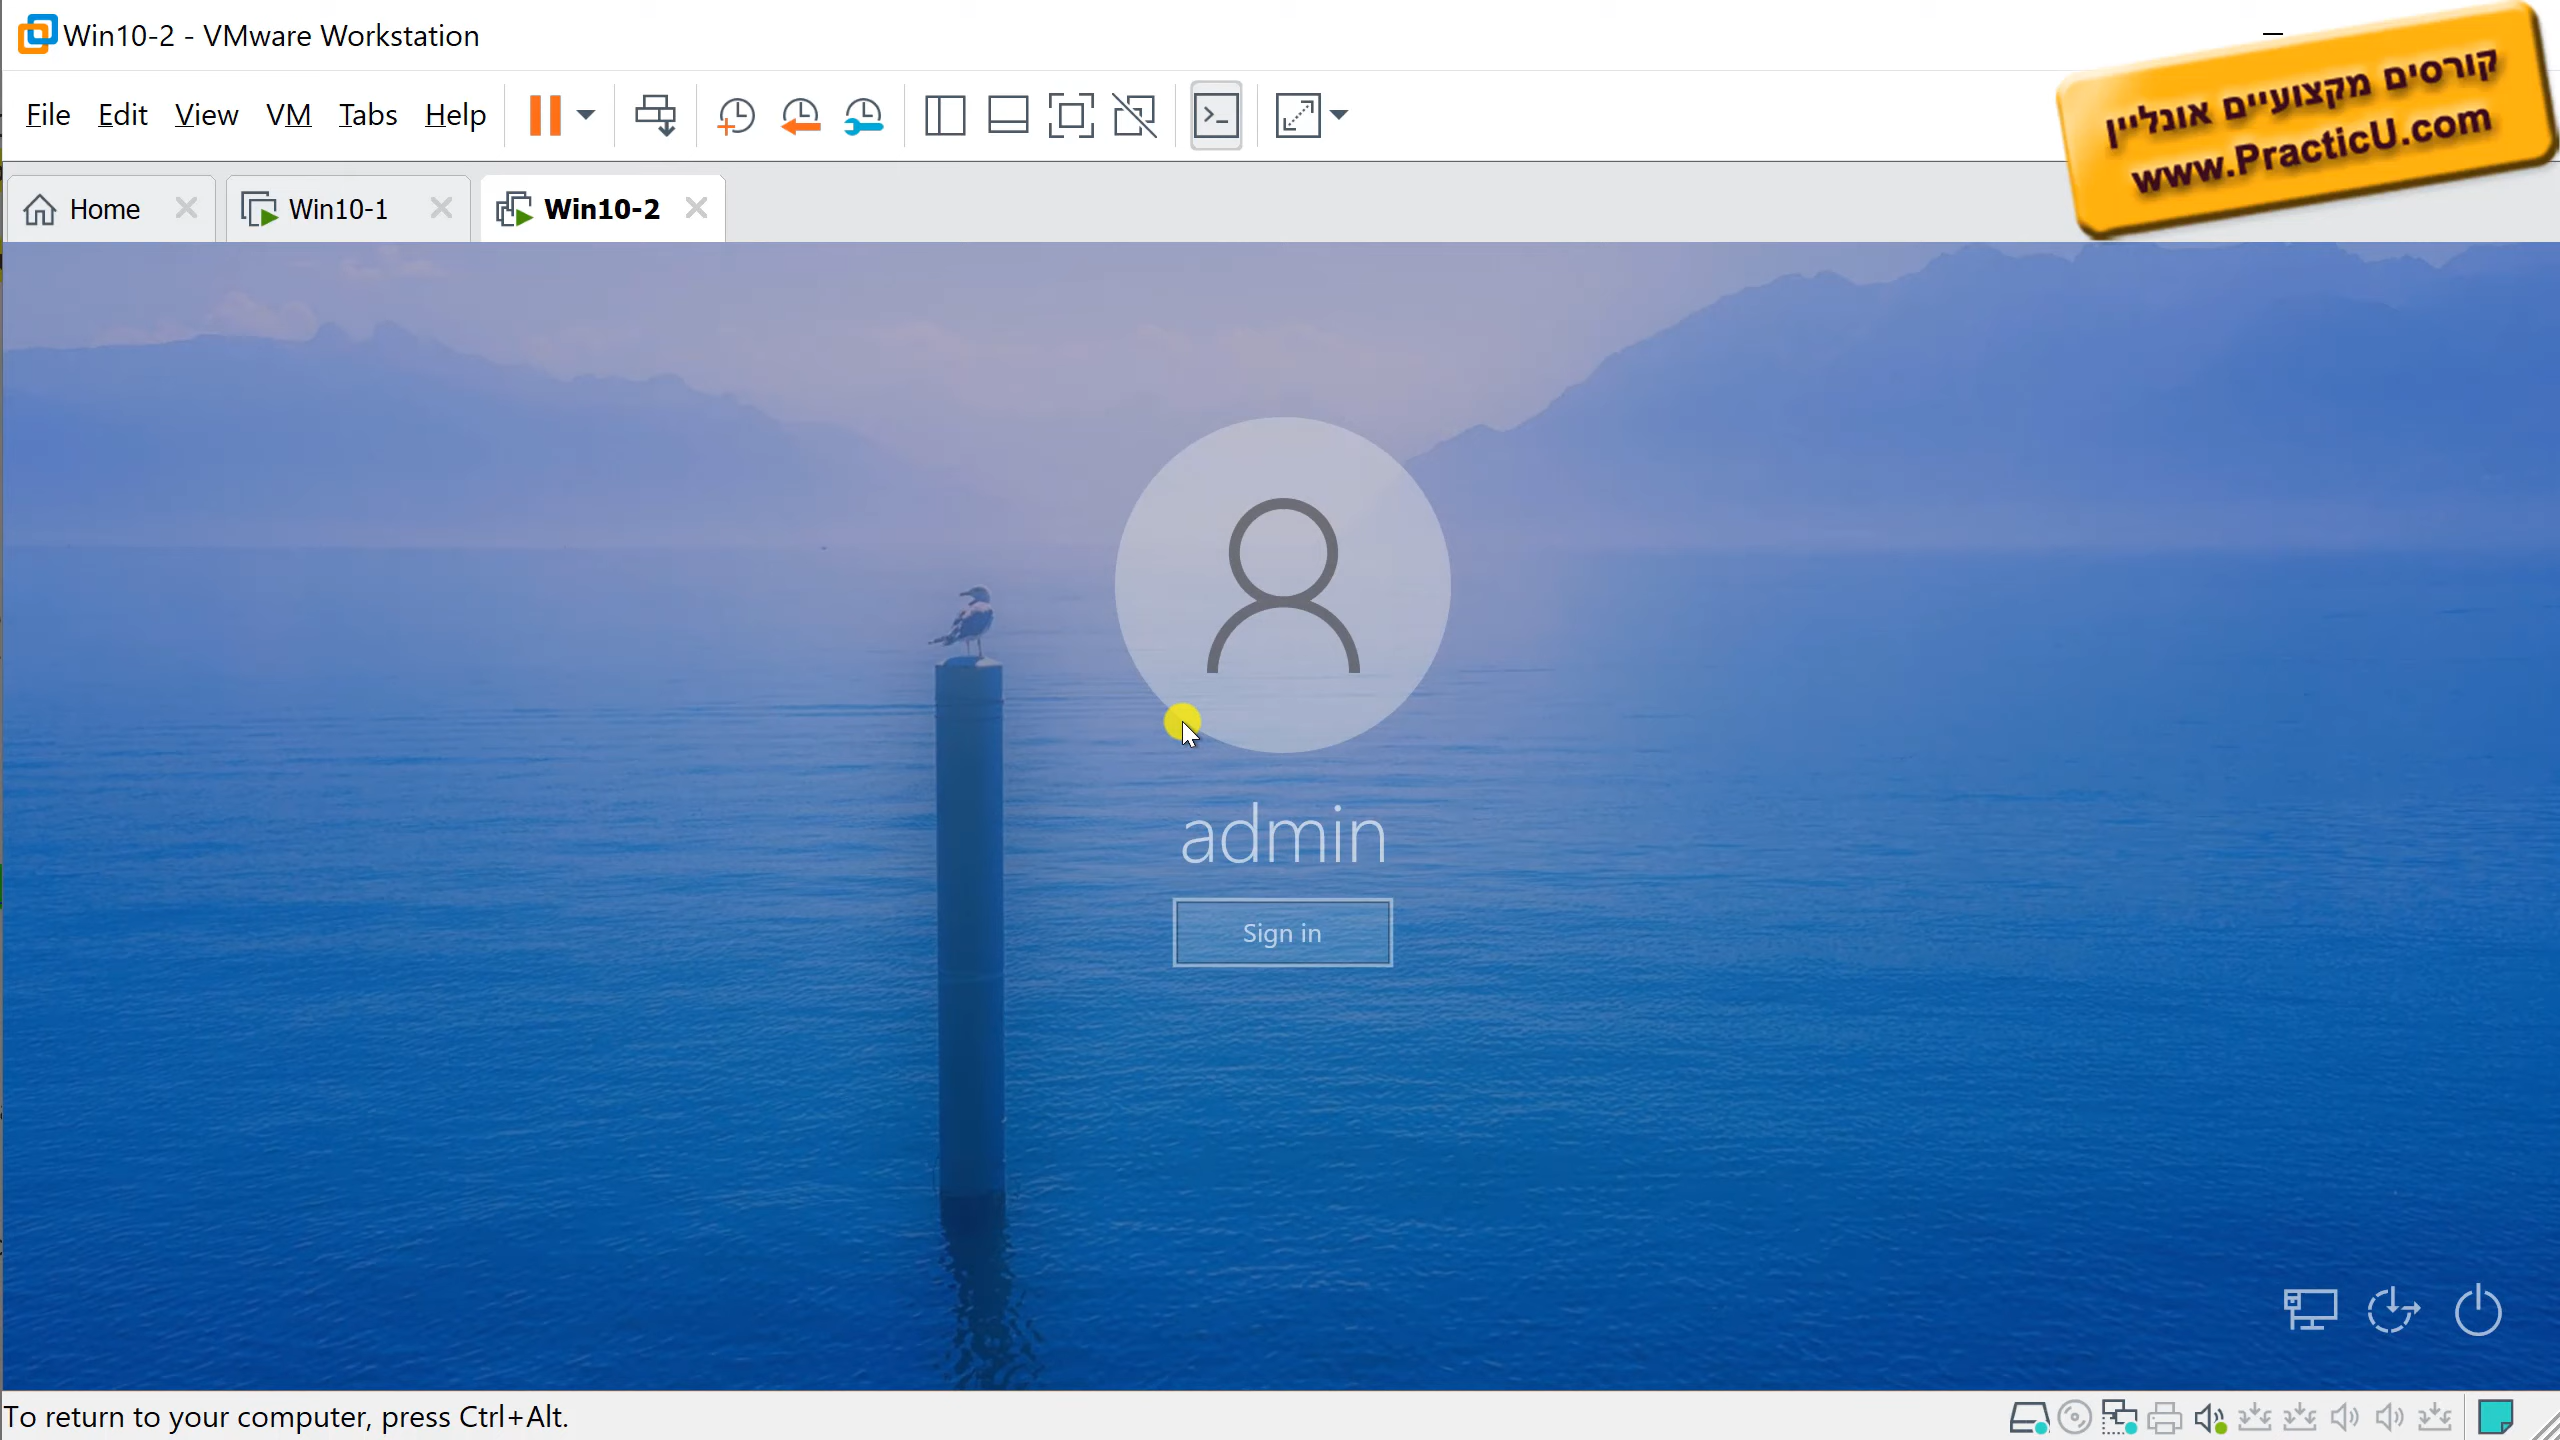 Win10-2 - VMware Workstation
קורסים מקצועיים אונליין
www.PracticU.com
File Edit View VM Tabs Help
Home Win10-1 Win10-2
admin
Sign in
To return to your computer, press Ctrl+Alt.